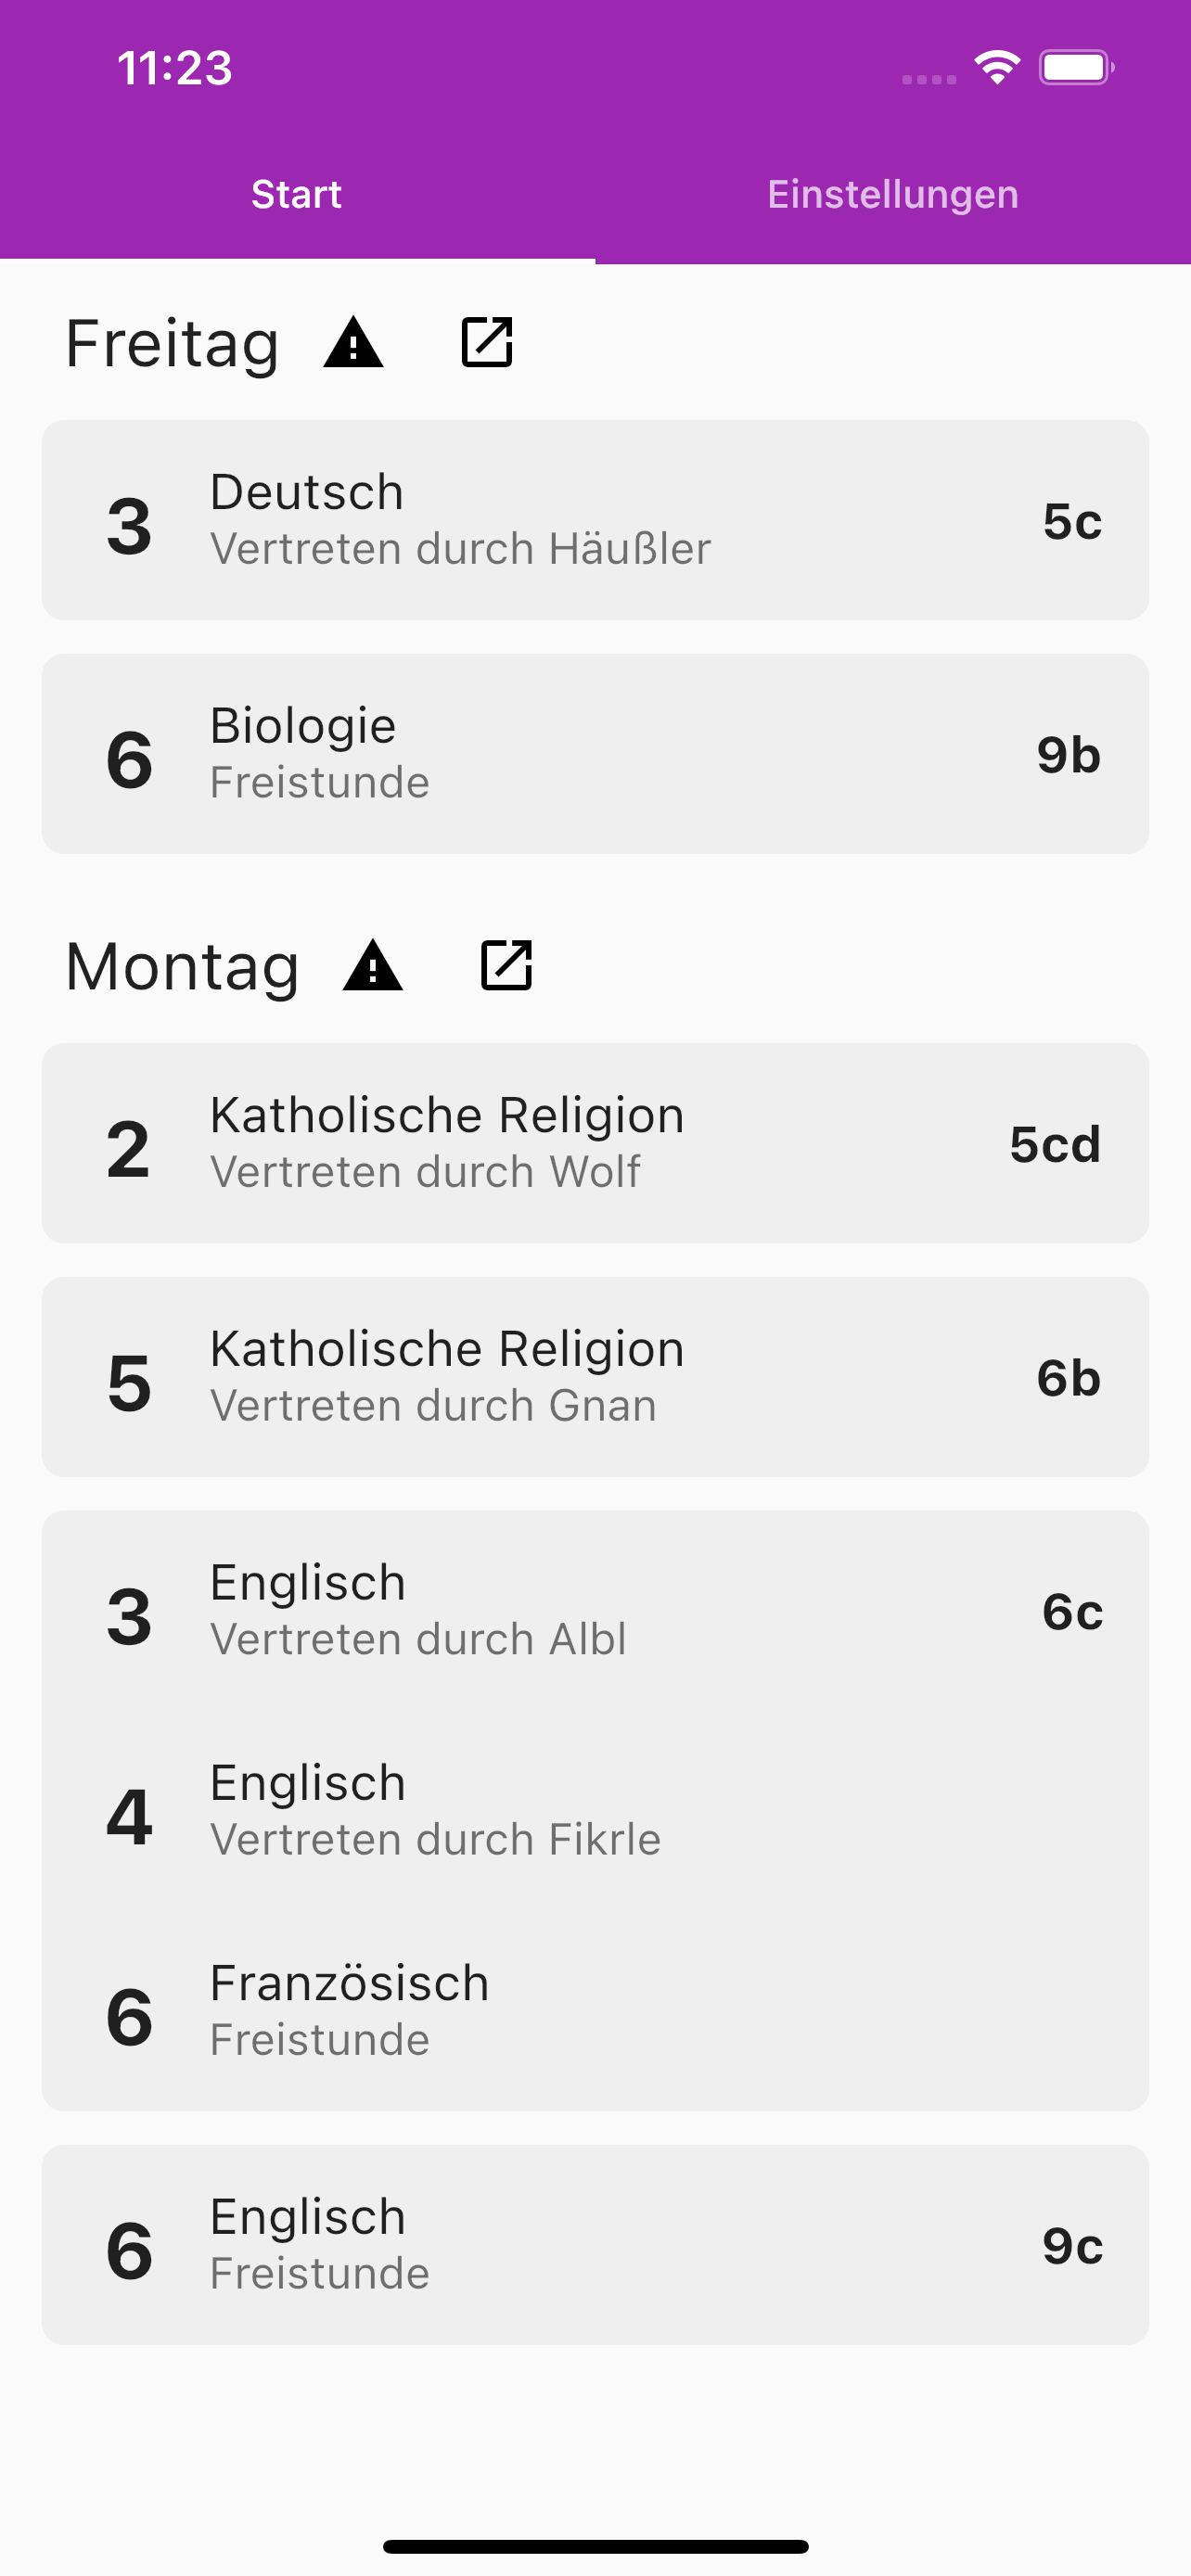 11:23
Start
Einstellungen
Freitag
3
Deutsch
Vertreten durch Häußler
5c
6
Biologie
Freistunde
9b
Montag
2
Katholische Religion
Vertreten durch Wolf
5cd
5
Katholische Religion
Vertreten durch Gnan
6b
3
Englisch
Vertreten durch Albl
6c
4
Englisch
Vertreten durch Fikrle
6
Französisch
Freistunde
6
Englisch
Freistunde
9c